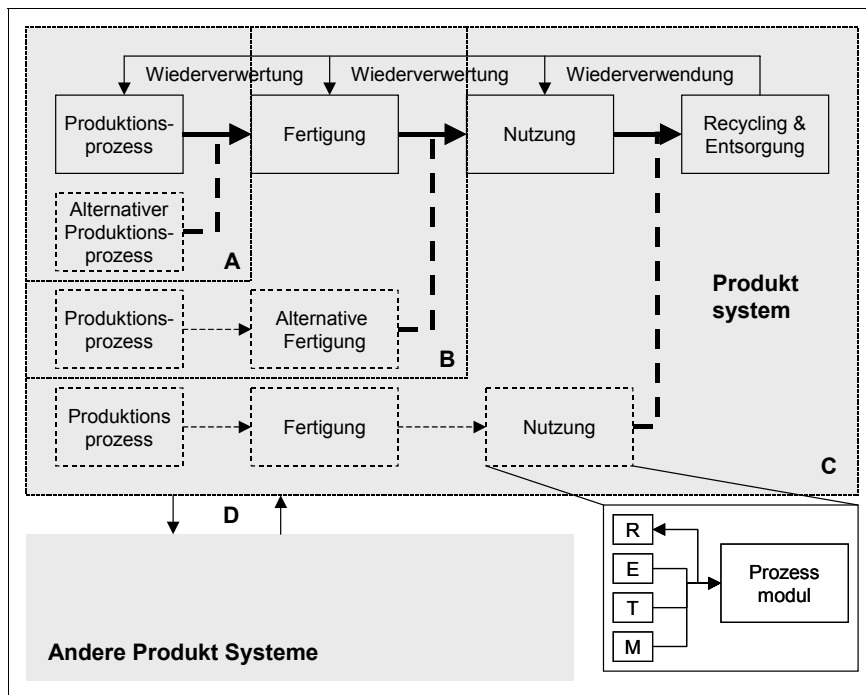 Wiederverwertung Wiederverwertung Wiederverwendung
Produktions-
prozess
Fertigung
Nutzung
Recycling &
Entsorgung
Alternativer
Produktions-
prozess
A
Produkt
system
Produktions-
prozess
Alternative
Fertigung
B
Produktions
prozess
Fertigung
Nutzung
C
D
R
E
T
M
Prozess
modul
Andere Produkt Systeme